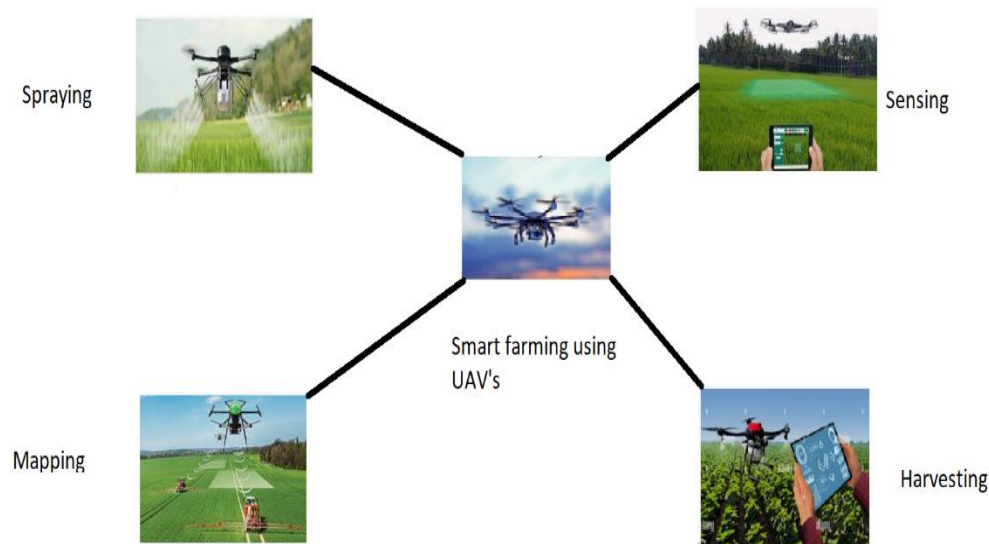 Spraying
Sensing
Smart farming using
UAV's
Mapping
Harvesting